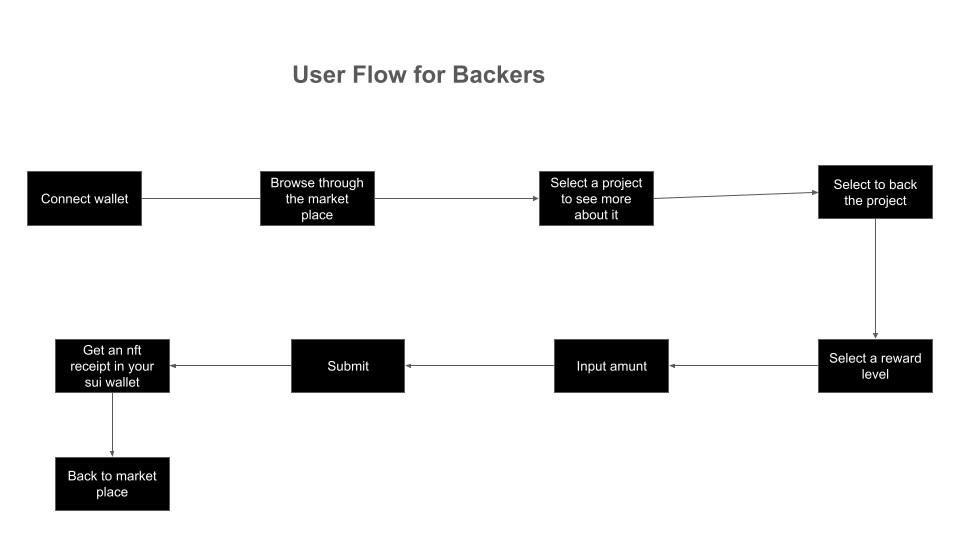 User Flow for Backers
Connect wallet
Browse through
the market
place
Select a project
to see more
about it
Select to back
the project
Select a reward
level
Input amunt
Submit
Get an nft
receipt in your
sui wallet
Back to market
place